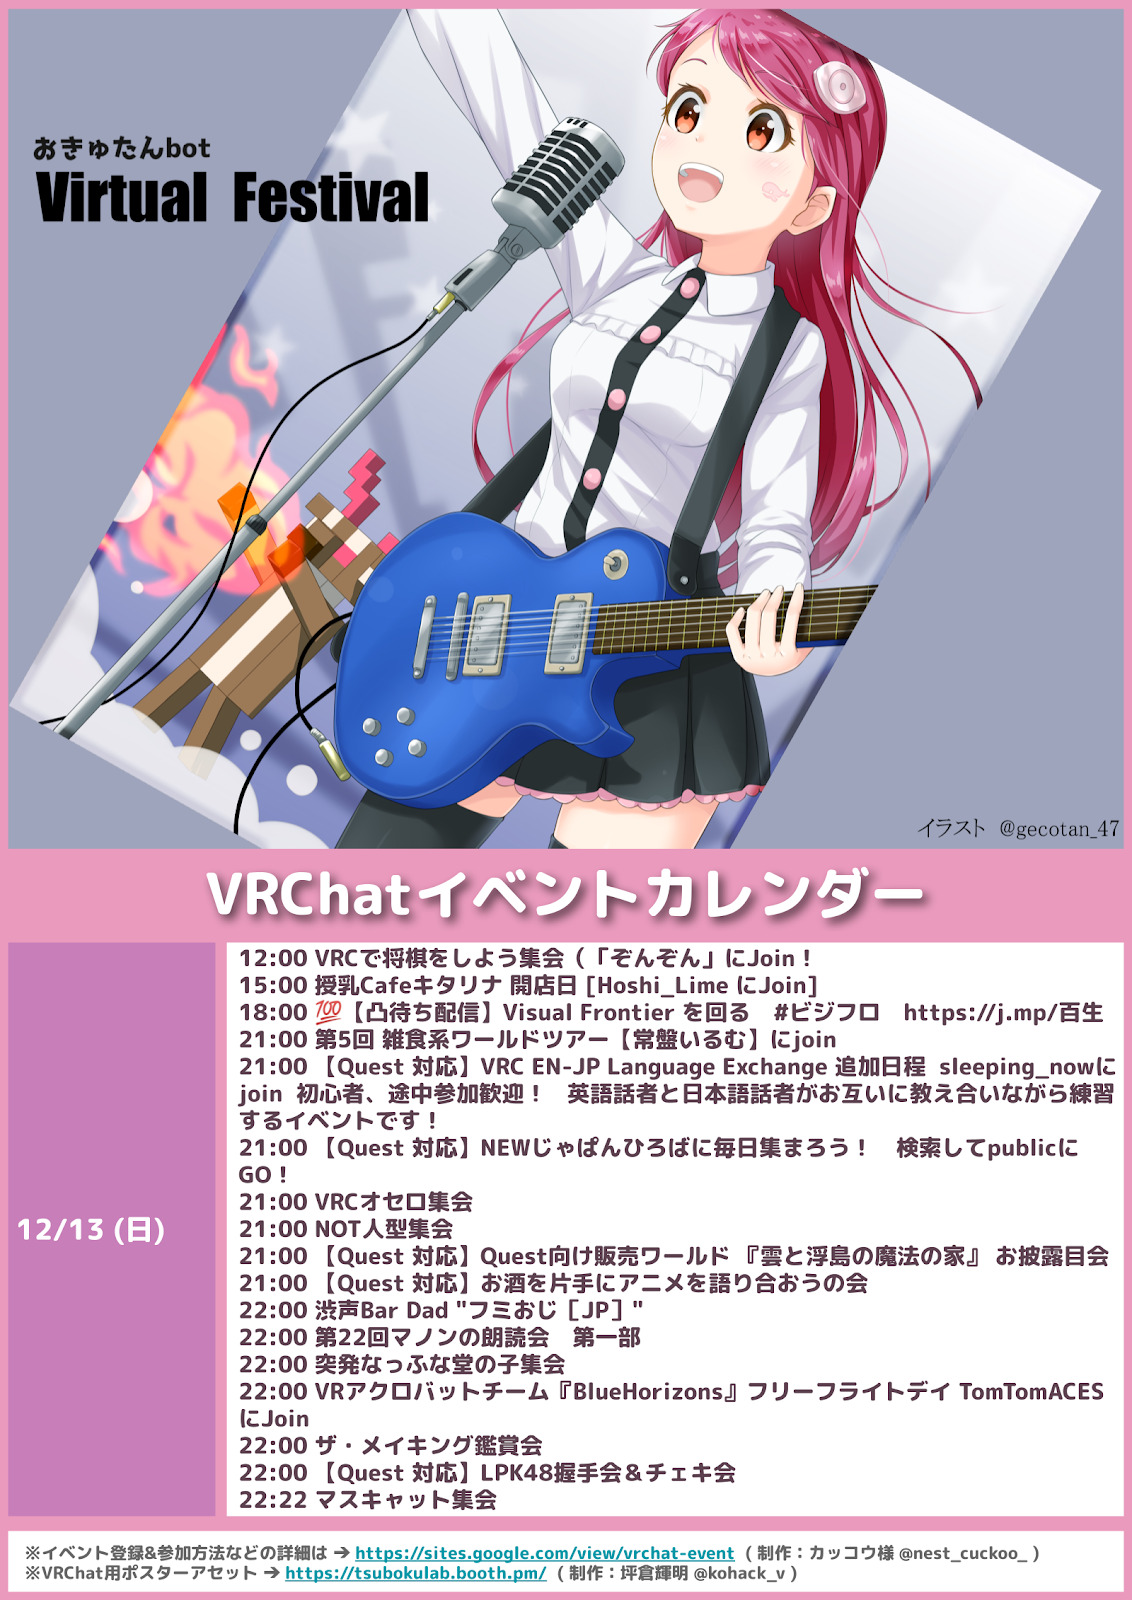 おきゅたんbot
Virtual Festival
イラスト @gecotan_47
VRChatイベントカレンダー
12/13 (日)
12:00 VRCで将棋をしよう集会（「ぞんぞん」にJoin！
15:00 授乳Cafeキタリナ 開店日 [Hoshi_Lime にJoin]
18:00 💯【凸待ち配信】Visual Frontier を回る　#ビジフロ　https://j.mp/百生
21:00 第5回 雑食系ワールドツアー【常盤いるむ】にjoin
21:00 【Quest 対応】VRC EN-JP Language Exchange 追加日程 sleeping_nowに
join 初心者、途中参加歓迎！　英語話者と日本語話者がお互いに教え合いながら練習
するイベントです！
21:00 【Quest 対応】NEWじゃぱんひろばに毎日集まろう！　検索してpublicに
GO！
21:00 VRCオセロ集会
21:00 NOT人型集会
21:00 【Quest 対応】Quest向け販売ワールド 『雲と浮島の魔法の家』 お披露目会
21:00 【Quest 対応】お酒を片手にアニメを語り合おうの会
22:00 渋声Bar Dad "フミおじ［JP］"
22:00 第22回マノンの朗読会　第一部
22:00 突発なっふな堂の子集会
22:00 VRアクロバットチーム『BlueHorizons』フリーフライトデイ TomTomACES
にJoin
22:00 ザ・メイキング鑑賞会
22:00 【Quest 対応】LPK48握手会＆チェキ会
22:22 マスキャット集会
※イベント登録&参加方法などの詳細は ➔ https://sites.google.com/view/vrchat-event （ 制作：カッコウ様 @nest_cuckoo_ ）
※VRChat用ポスターアセット ➔ https://tsubokulab.booth.pm/ （ 制作：坪倉輝明 @kohack_v ）